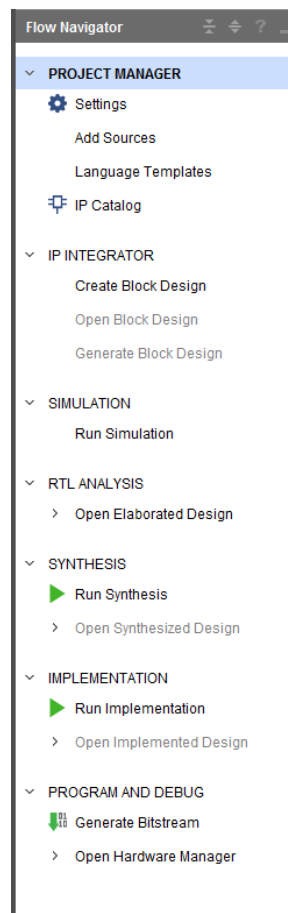 Flow Navigator
PROJECT MANAGER
Settings
Add Sources
Language Templates
IP Catalog
IP INTEGRATOR
Create Block Design
Open Block Design
Generate Block Design
SIMULATION
Run Simulation
RTL ANALYSIS
Open Elaborated Design
SYNTHESIS
Run Synthesis
Open Synthesized Design
IMPLEMENTATION
Run Implementation
Open Implemented Design
PROGRAM AND DEBUG
Generate Bitstream
Open Hardware Manager